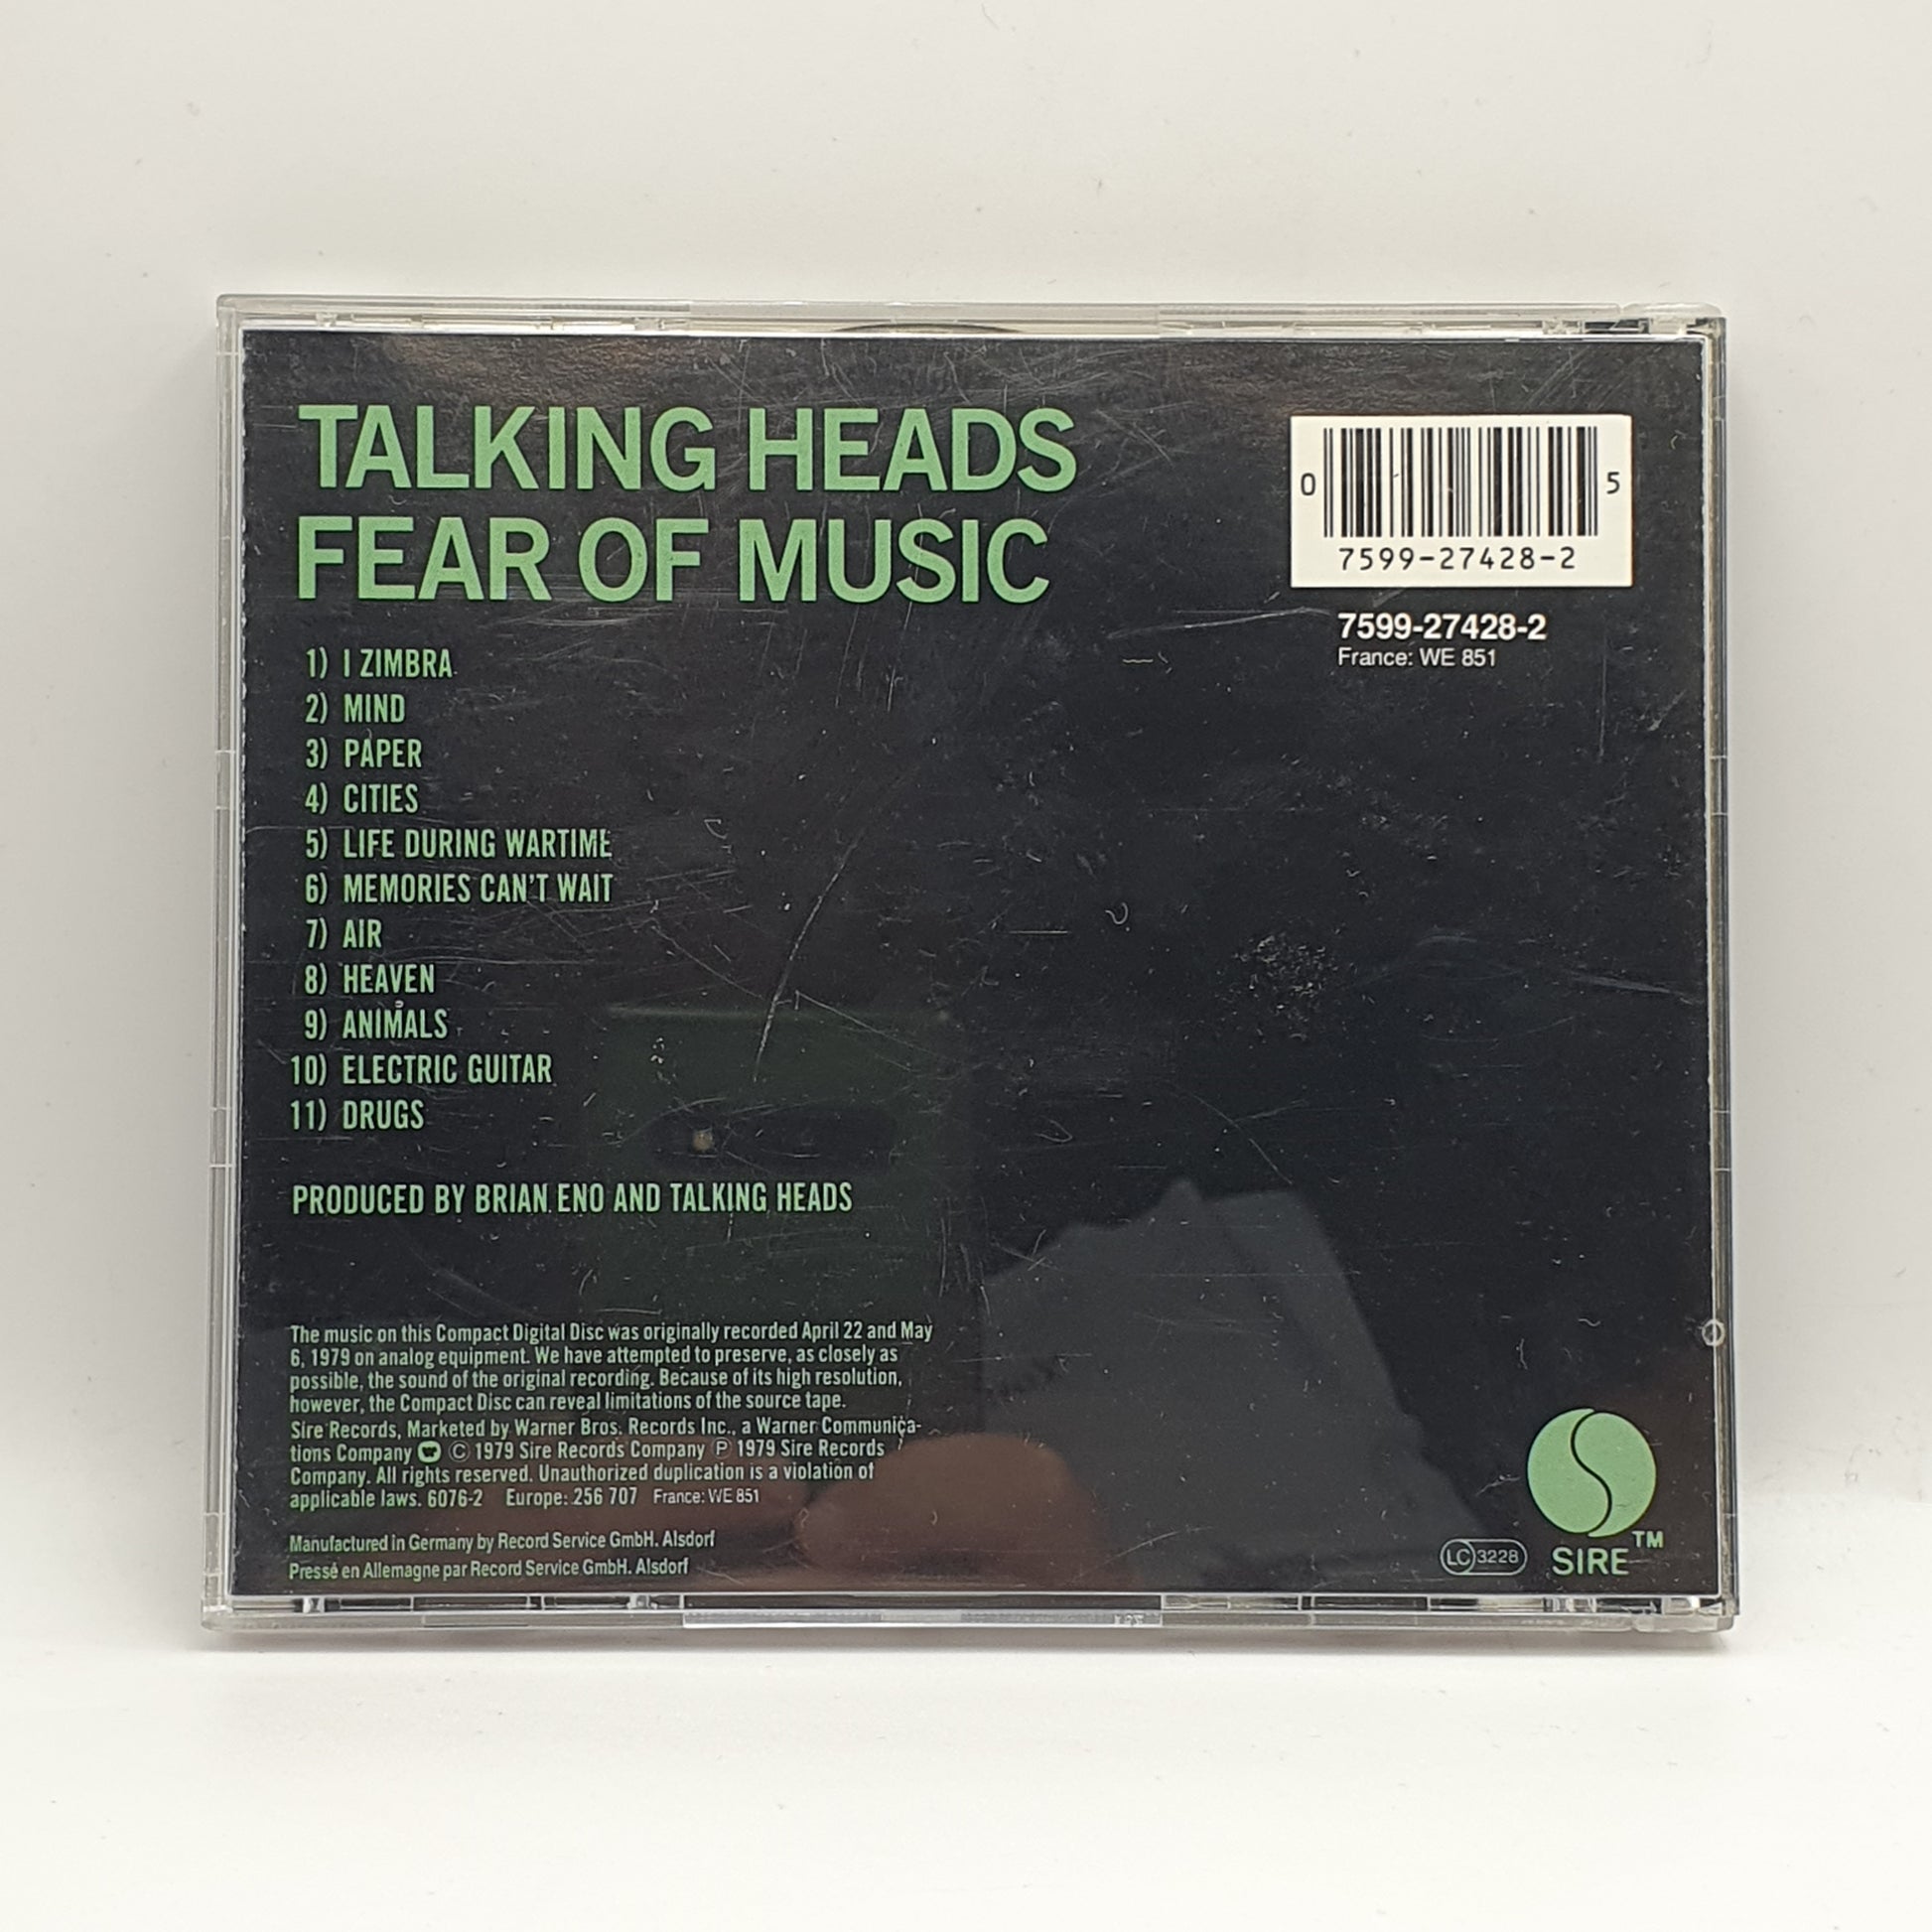 TALKING HEADS
FEAR OF MUSIC
1) I ZIMBRA
2) MIND
3) PAPER
4) CITIES
5) LIFE DURING WARTIME
6) MEMORIES CAN'T WAIT
7) AIR
8) HEAVEN
9) ANIMALS
10) ELECTRIC GUITAR
11) DRUGS
PRODUCED BY BRIAN ENO AND TALKING HEADS
The music on this Compact Digital Disc was originally recorded April 22 and May
6, 1979 on analog equipment. We have attempted to preserve, as closely as
possible, the sound of the original recording. Because of its high resolution,
however, the Compact Disc can reveal limitations of the source tape.
Sire Records, Marketed by Warner Bros. Records Inc., a Warner Communica-
tions Company © 1979 Sire Records Company ℗ 1979 Sire Records
Company. All rights reserved. Unauthorized duplication is a violation of
applicable laws. 6076-2 Europe: 256 707 France: WE 851
Manufactured in Germany by Record Service GmbH. Alsdorf
Pressé en Allemagne par Record Service GmbH. Alsdorf
0 5
7599-27428-2
7599-27428-2
France: WE 851
LC 3228
SIRE TM